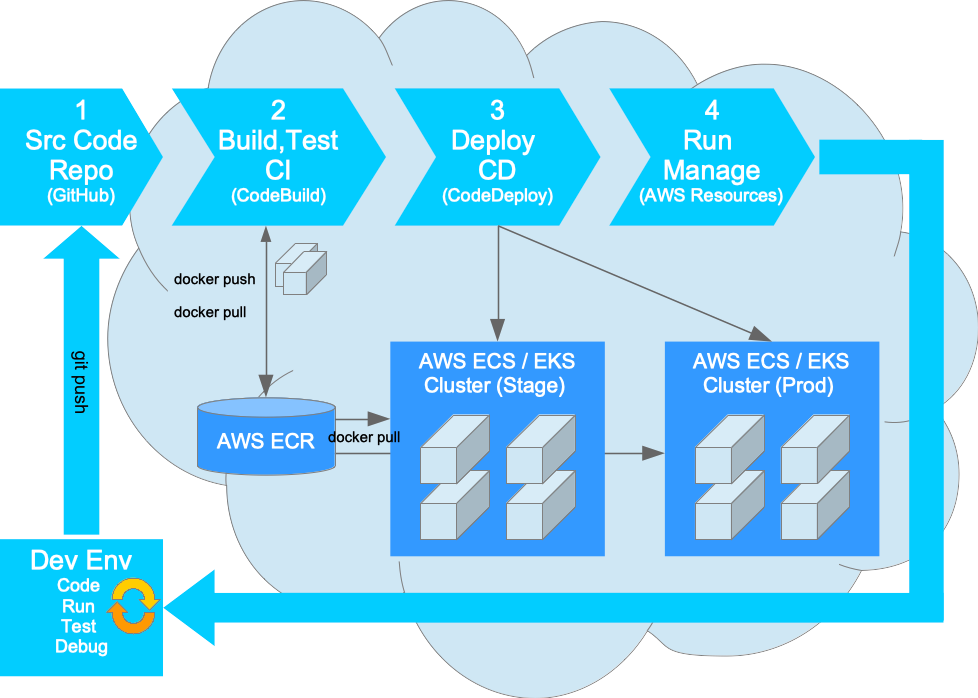 1
Src Code
Repo
(GitHub)
2
Build,Test
CI
(CodeBuild)
3
Deploy
CD
(CodeDeploy)
4
Run
Manage
(AWS Resources)
docker push
docker pull
git push
AWS ECR
docker pull
AWS ECS / EKS
Cluster (Stage)
AWS ECS / EKS
Cluster (Prod)
Dev Env
Code
Run
Test
Debug